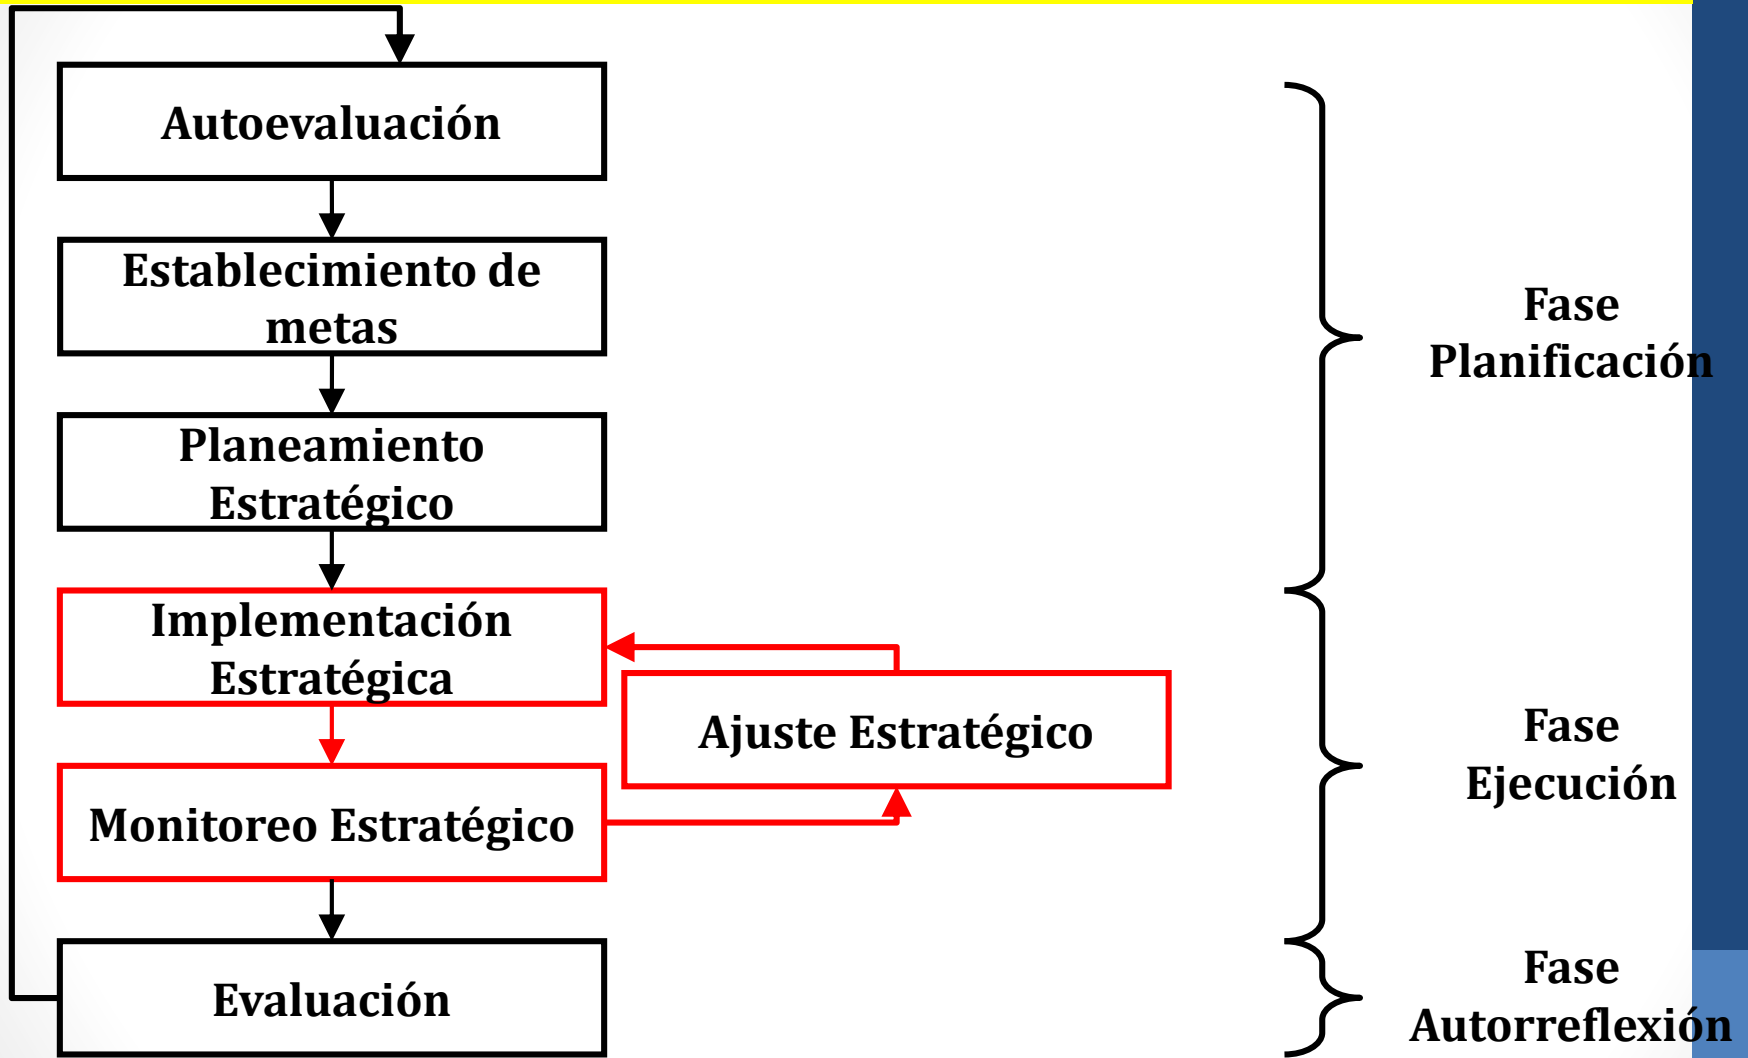 Autoevaluación
Establecimiento de
metas
Planeamiento
Estratégico
Implementación
Estratégica
Ajuste Estratégico
Monitoreo Estratégico
Evaluación
Fase
Planificación
Fase
Ejecución
Fase
Autorreflexión